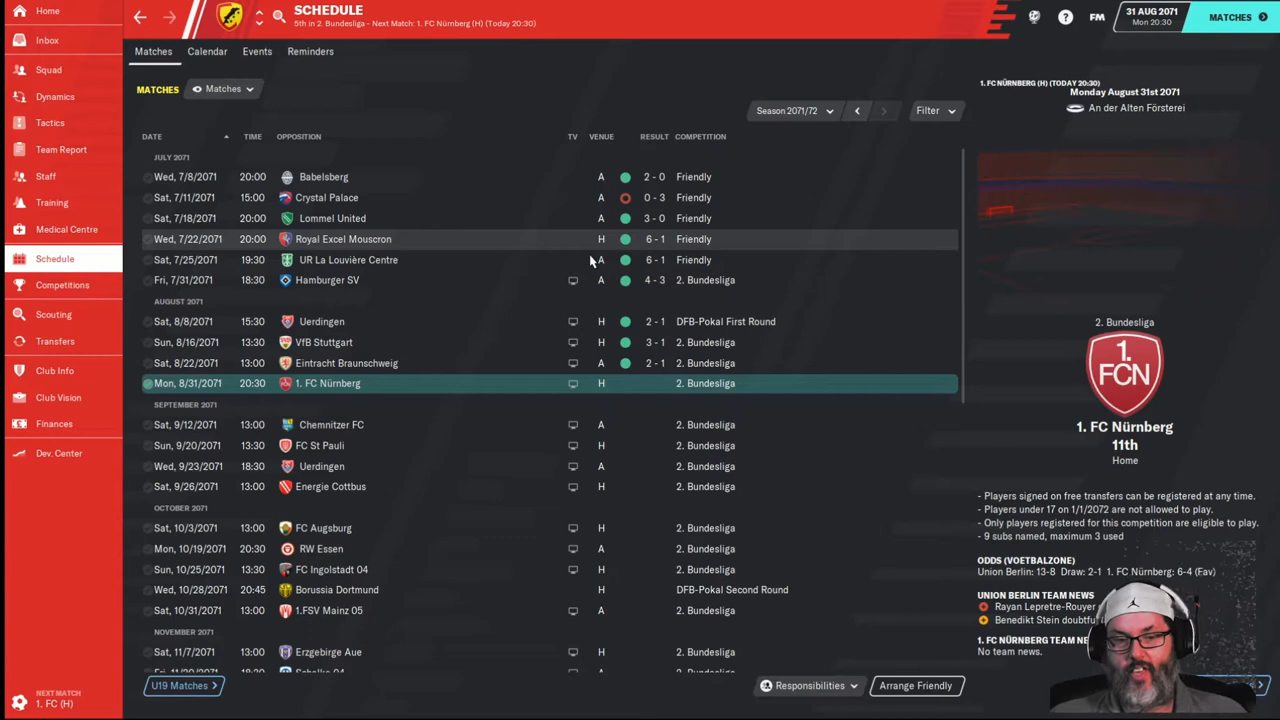 Home
Inbox
Squad
Dynamics
Tactics
Team Report
Staff
Training
Medical Centre
Schedule
Competitions
Scouting
Transfers
Club Info
Club Vision
Finances
Dev. Center
NEXT MATCH
1. FC (H)
SCHEDULE
5th in 2. Bundesliga - Next Match: 1. FC Nürnberg (H) (Today 20:30)
FM
31 AUG 2071
Mon 20:30
MATCHES
Matches Calendar Events Reminders
MATCHES Matches
Season 2071/72 Filter
DATE TIME OPPOSITION TV VENUE RESULT COMPETITION
JULY 2071
Wed, 7/8/2071 20:00 Babelsberg A 2 - 0 Friendly
Sat, 7/11/2071 15:00 Crystal Palace A 0 - 3 Friendly
Sat, 7/18/2071 20:00 Lommel United A 3 - 0 Friendly
Wed, 7/22/2071 20:00 Royal Excel Mouscron H 6 - 1 Friendly
Sat, 7/25/2071 19:30 UR La Louvière Centre A 6 - 1 Friendly
Fri, 7/31/2071 18:30 Hamburger SV A 4 - 3 2. Bundesliga
AUGUST 2071
Sat, 8/8/2071 15:30 Uerdingen H 2 - 1 DFB-Pokal First Round
Sun, 8/16/2071 13:30 VfB Stuttgart H 3 - 1 2. Bundesliga
Sat, 8/22/2071 13:00 Eintracht Braunschweig A 2 - 1 2. Bundesliga
Mon, 8/31/2071 20:30 1. FC Nürnberg H 2. Bundesliga
SEPTEMBER 2071
Sat, 9/12/2071 13:00 Chemnitzer FC A 2. Bundesliga
Sun, 9/20/2071 13:30 FC St Pauli H 2. Bundesliga
Wed, 9/23/2071 18:30 Uerdingen A 2. Bundesliga
Sat, 9/26/2071 13:00 Energie Cottbus H 2. Bundesliga
OCTOBER 2071
Sat, 10/3/2071 13:00 FC Augsburg H 2. Bundesliga
Mon, 10/19/2071 20:30 RW Essen A 2. Bundesliga
Sun, 10/25/2071 13:30 FC Ingolstadt 04 H 2. Bundesliga
Wed, 10/28/2071 20:45 Borussia Dortmund H DFB-Pokal Second Round
Sat, 10/31/2071 13:00 1.FSV Mainz 05 A 2. Bundesliga
NOVEMBER 2071
Sat, 11/7/2071 13:00 Erzgebirge Aue H 2. Bundesliga
U19 Matches
Responsibilities
Arrange Friendly
1. FC NÜRNBERG (H) (TODAY 20:30)
Monday August 31st 2071
An der Alten Försterei
2. Bundesliga
1.
FCN
1. FC Nürnberg
11th
Home
- Players signed on free transfers can be registered at any time.
- Players under 17 on 1/1/2072 are not allowed to play.
- Only players registered for this competition are eligible to play.
- 9 subs named, maximum 3 used
ODDS (VOETBALZONE)
Union Berlin: 13-8 Draw: 2-1 1. FC Nürnberg: 6-4 (Fav)
UNION BERLIN TEAM NEWS
Rayan Lepretre-Rouyer
Benedikt Stein doubtful
1. FC NÜRNBERG TEAM
No team news.